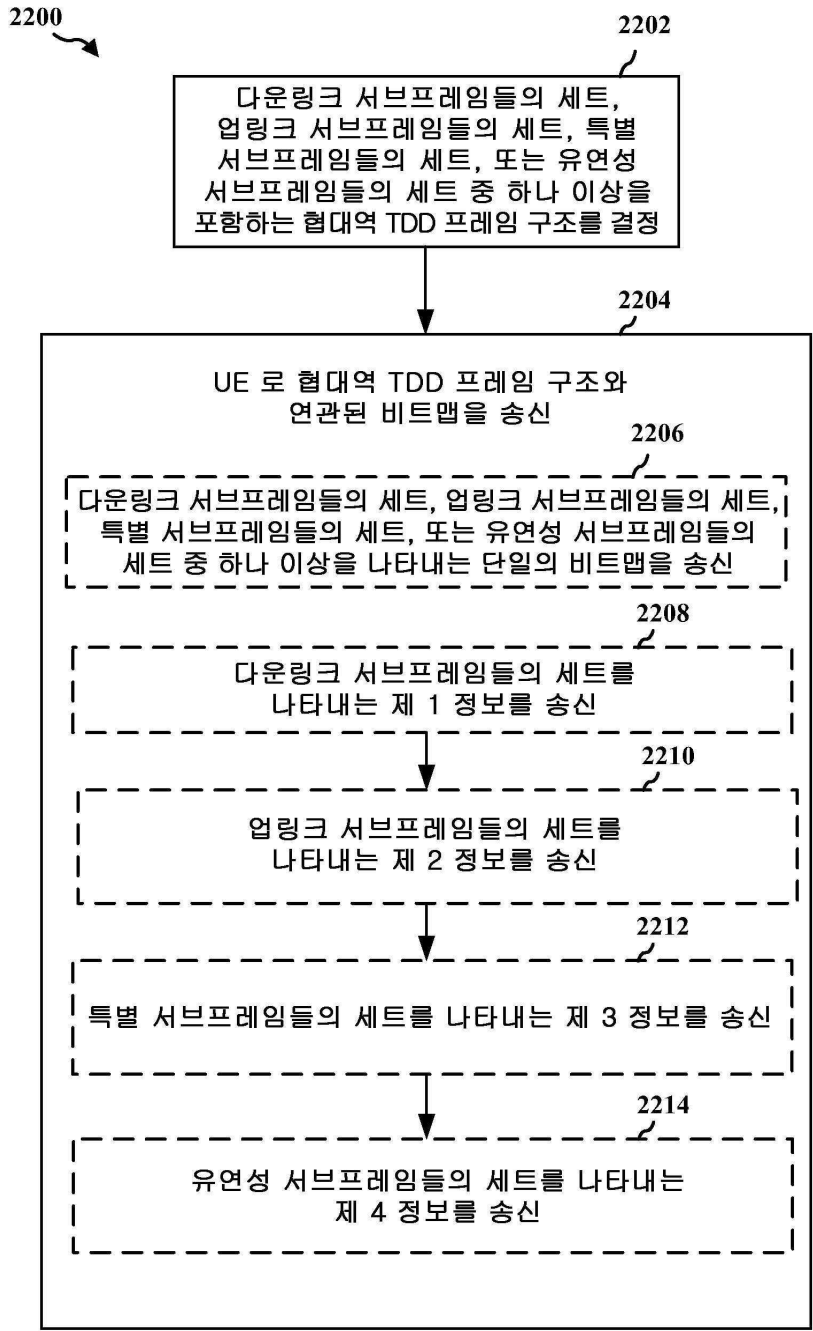 2200
2202
다운링크 서브프레임들의 세트,
업링크 서브프레임들의 세트, 특별
서브프레임들의 세트, 또는 유연성
서브프레임들의 세트 중 하나 이상을
포함하는 협대역 TDD 프레임 구조를 결정
2204
UE 로 협대역 TDD 프레임 구조와
연관된 비트맵을 송신
2206
다운링크 서브프레임들의 세트, 업링크 서브프레임들의 세트,
특별 서브프레임들의 세트, 또는 유연성 서브프레임들의
세트 중 하나 이상을 나타내는 단일의 비트맵을 송신
2208
다운링크 서브프레임들의 세트를
나타내는 제 1 정보를 송신
2210
업링크 서브프레임들의 세트를
나타내는 제 2 정보를 송신
2212
특별 서브프레임들의 세트를 나타내는 제 3 정보를 송신
2214
유연성 서브프레임들의 세트를 나타내는
제 4 정보를 송신